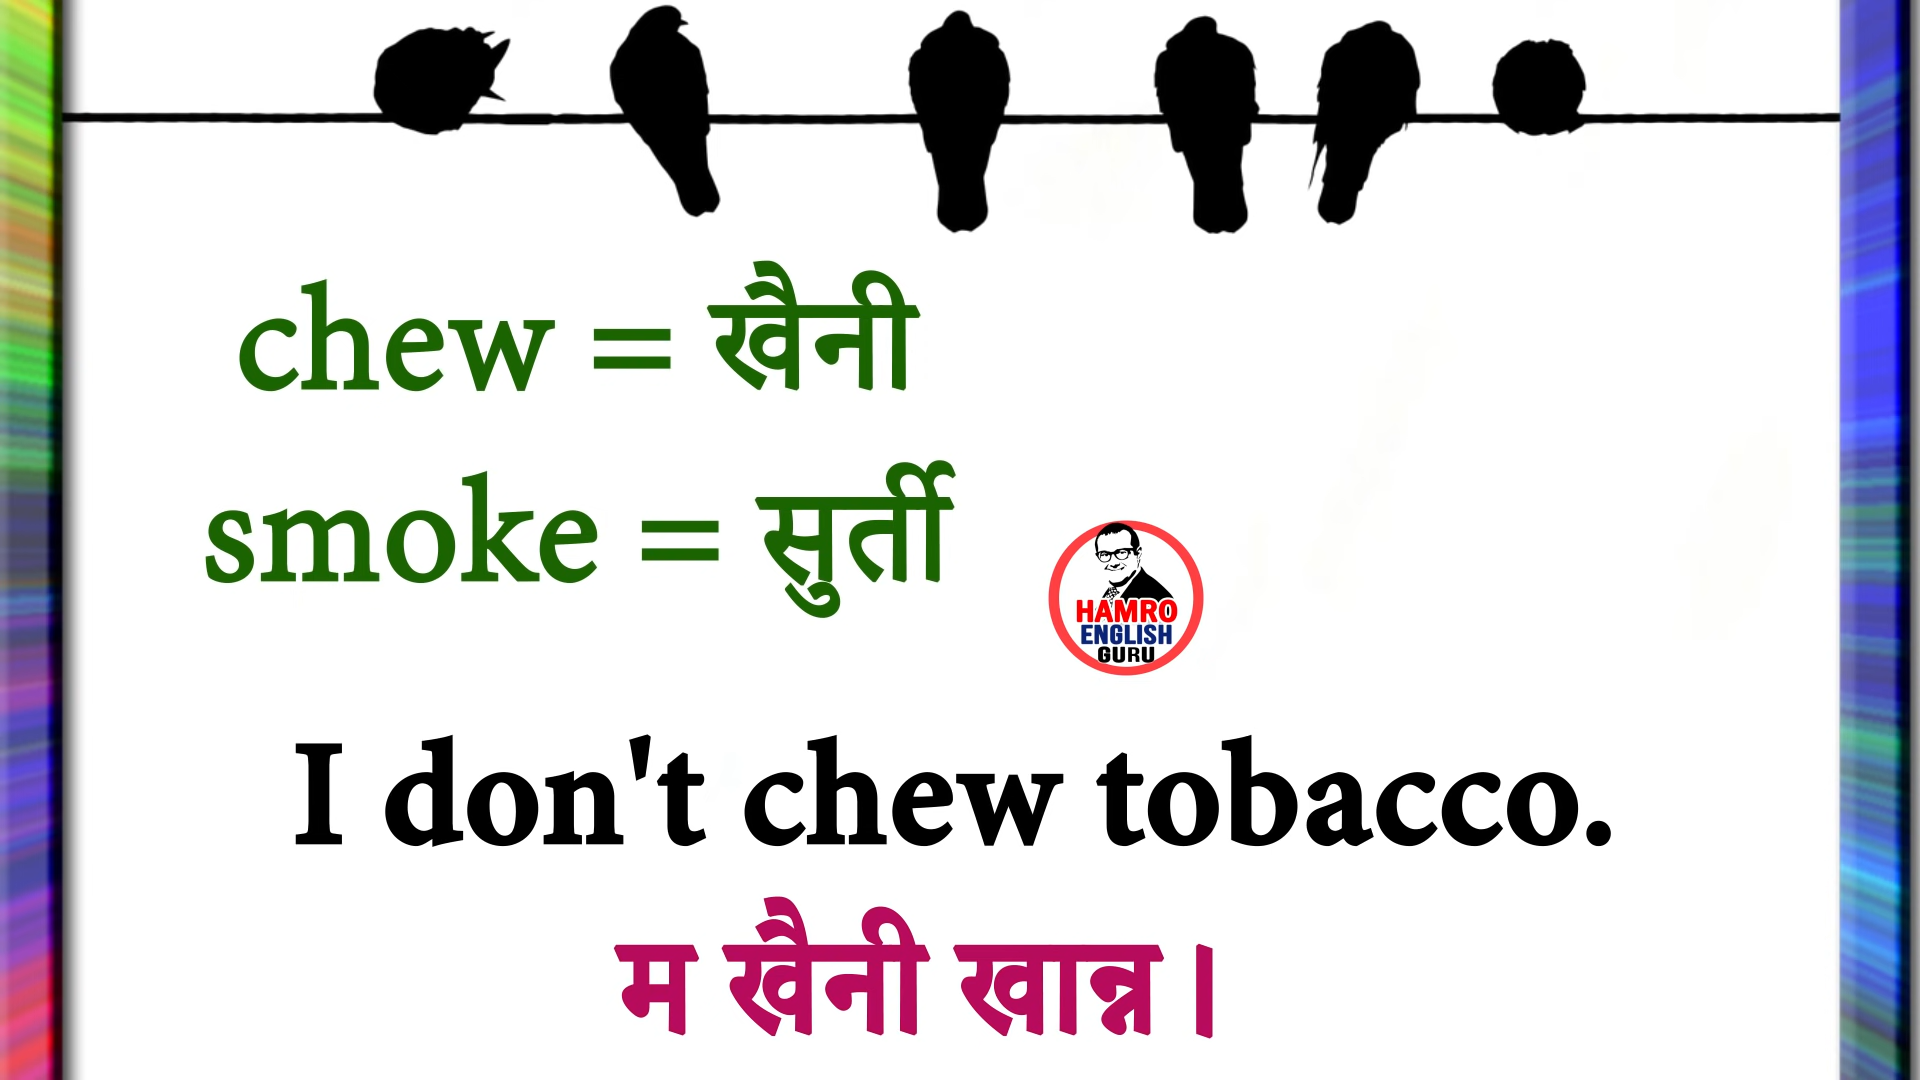 chew = खैनी
smoke = सुर्ती
HAMRO
ENGLISH
GURU
I don't chew tobacco.
म खैनी खान्न ।